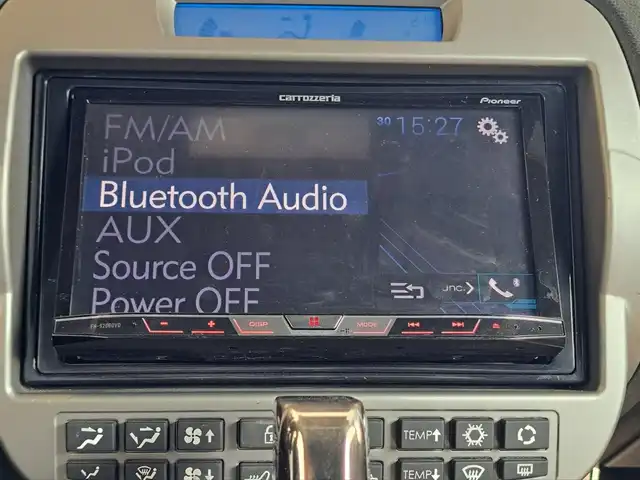 carrozzeria
Pioneer
FM/AM
30 15:27
iPod
Bluetooth Audio
AUX
Source OFF
Power OFF
DISP
MODE
TEMP
TEMP